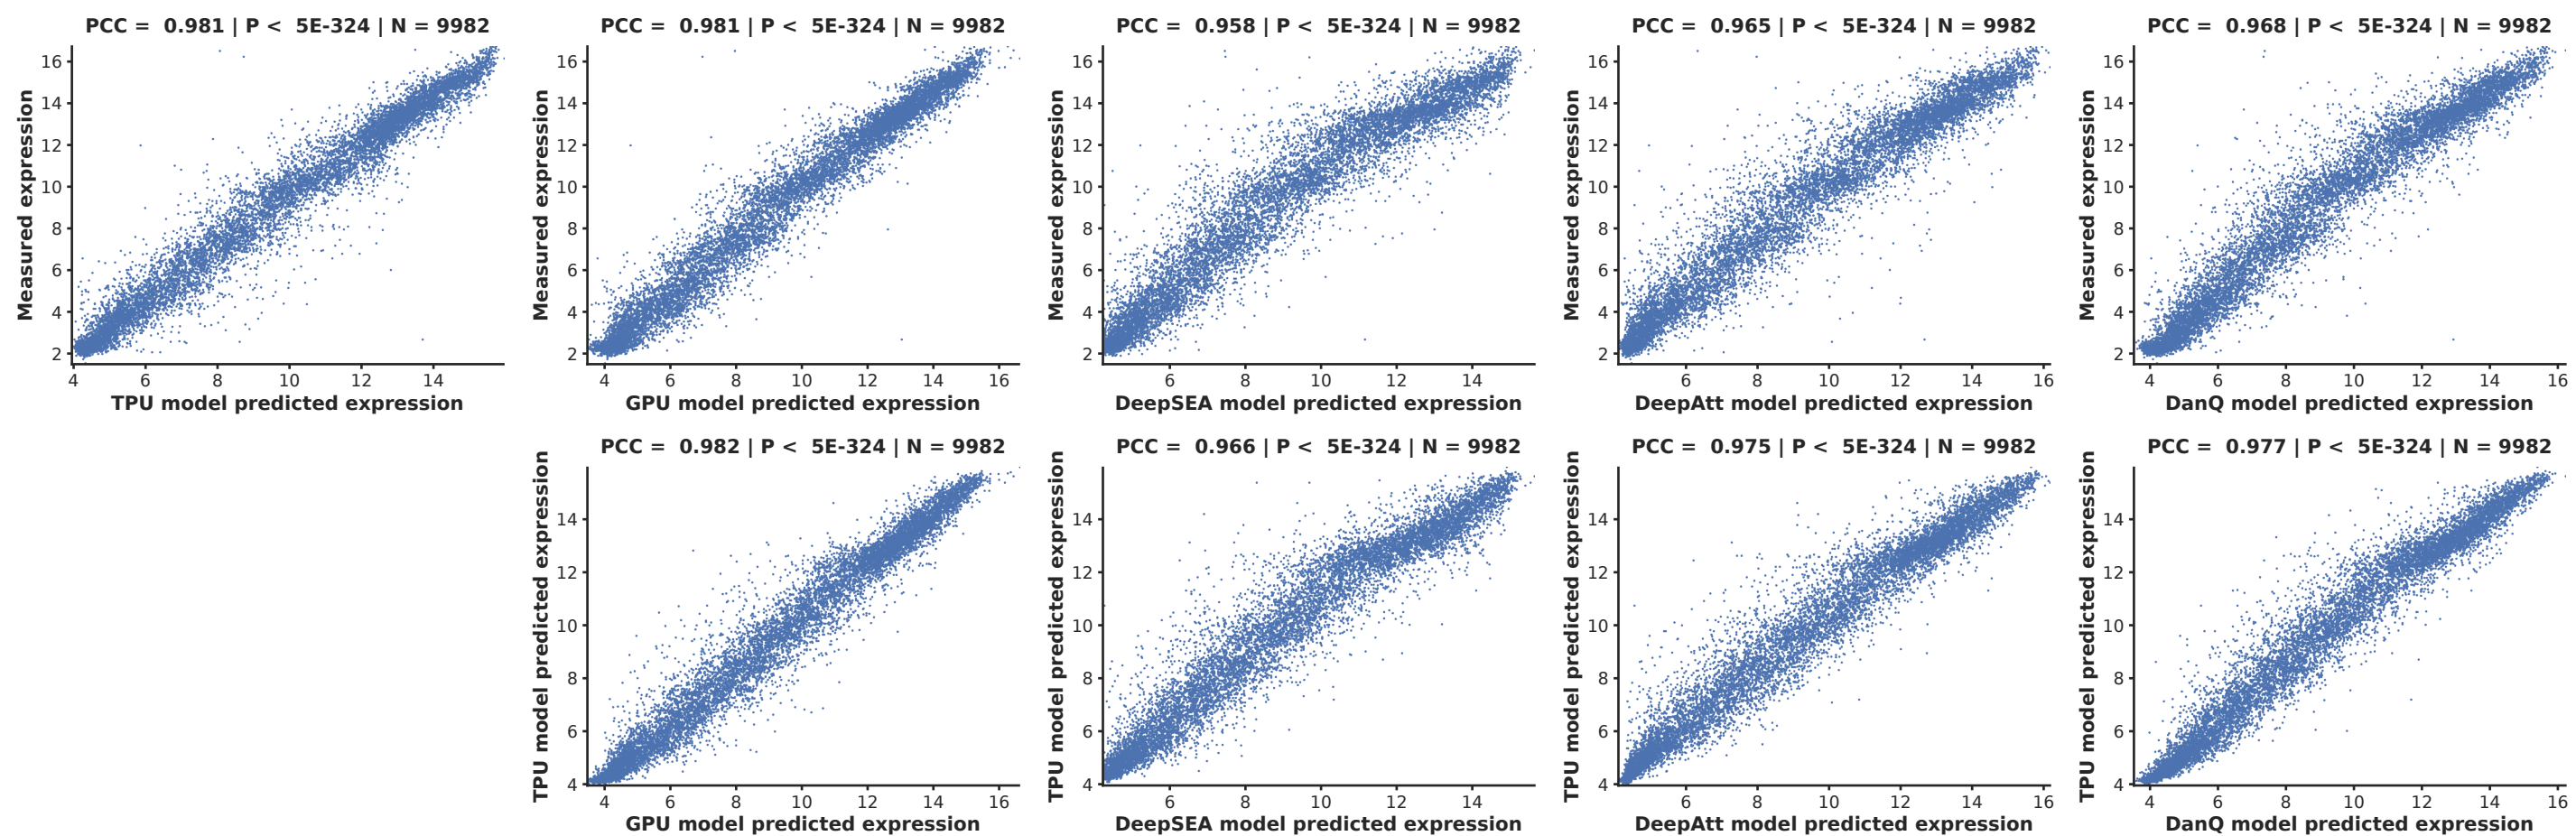 PCC =  0.981 | P <  5E-324 | N = 9982
PCC =  0.981 | P <  5E-324 | N = 9982
PCC =  0.958 | P <  5E-324 | N = 9982
PCC =  0.965 | P <  5E-324 | N = 9982
PCC =  0.968 | P <  5E-324 | N = 9982
Measured expression
16
14
12
10
8
6
4
2
4 6 8 10 12 14
TPU model predicted expression
Measured expression
16
14
12
10
8
6
4
2
4 6 8 10 12 14 16
GPU model predicted expression
Measured expression
16
14
12
10
8
6
4
2
6 8 10 12 14
DeepSEA model predicted expression
Measured expression
16
14
12
10
8
6
4
2
6 8 10 12 14 16
DeepAtt model predicted expression
Measured expression
16
14
12
10
8
6
4
2
4 6 8 10 12 14 16
DanQ model predicted expression
PCC =  0.982 | P <  5E-324 | N = 9982
PCC =  0.966 | P <  5E-324 | N = 9982
PCC =  0.975 | P <  5E-324 | N = 9982
PCC =  0.977 | P <  5E-324 | N = 9982
TPU model predicted expression
14
12
10
8
6
4
4 6 8 10 12 14 16
GPU model predicted expression
TPU model predicted expression
14
12
10
8
6
4
6 8 10 12 14
DeepSEA model predicted expression
TPU model predicted expression
14
12
10
8
6
4
6 8 10 12 14 16
DeepAtt model predicted expression
TPU model predicted expression
14
12
10
8
6
4
4 6 8 10 12 14 16
DanQ model predicted expression